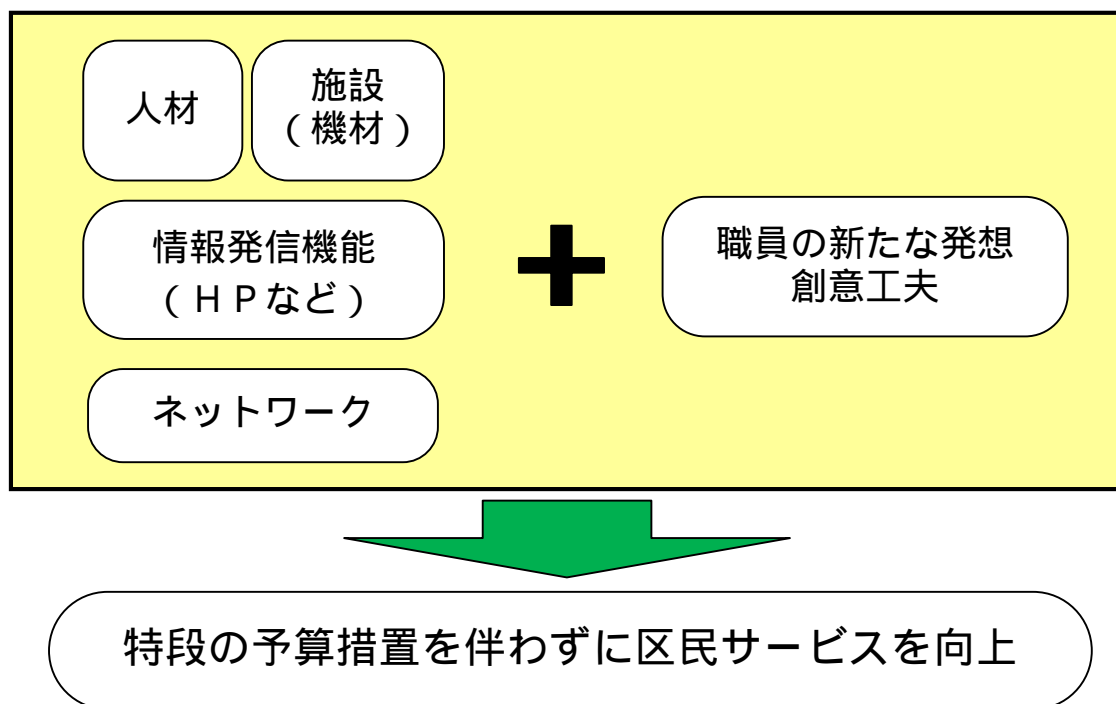 人材
施設
（機材）
情報発信機能
（ＨＰなど）
ネットワーク
職員の新たな発想
創意工夫
特段の予算措置を伴わずに区民サービスを向上